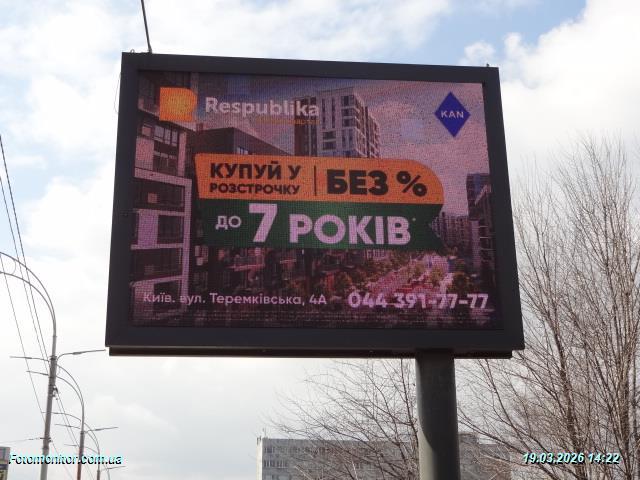 Respublika
KAN
КУПУЙ У
РОЗСТРОЧКУ
БЕЗ %
ДО 7 РОКІВ*
Київ, вул. Теремківська, 4А
044 391-77-77
Fotomonitor.com.ua
19.03.2026 14:22